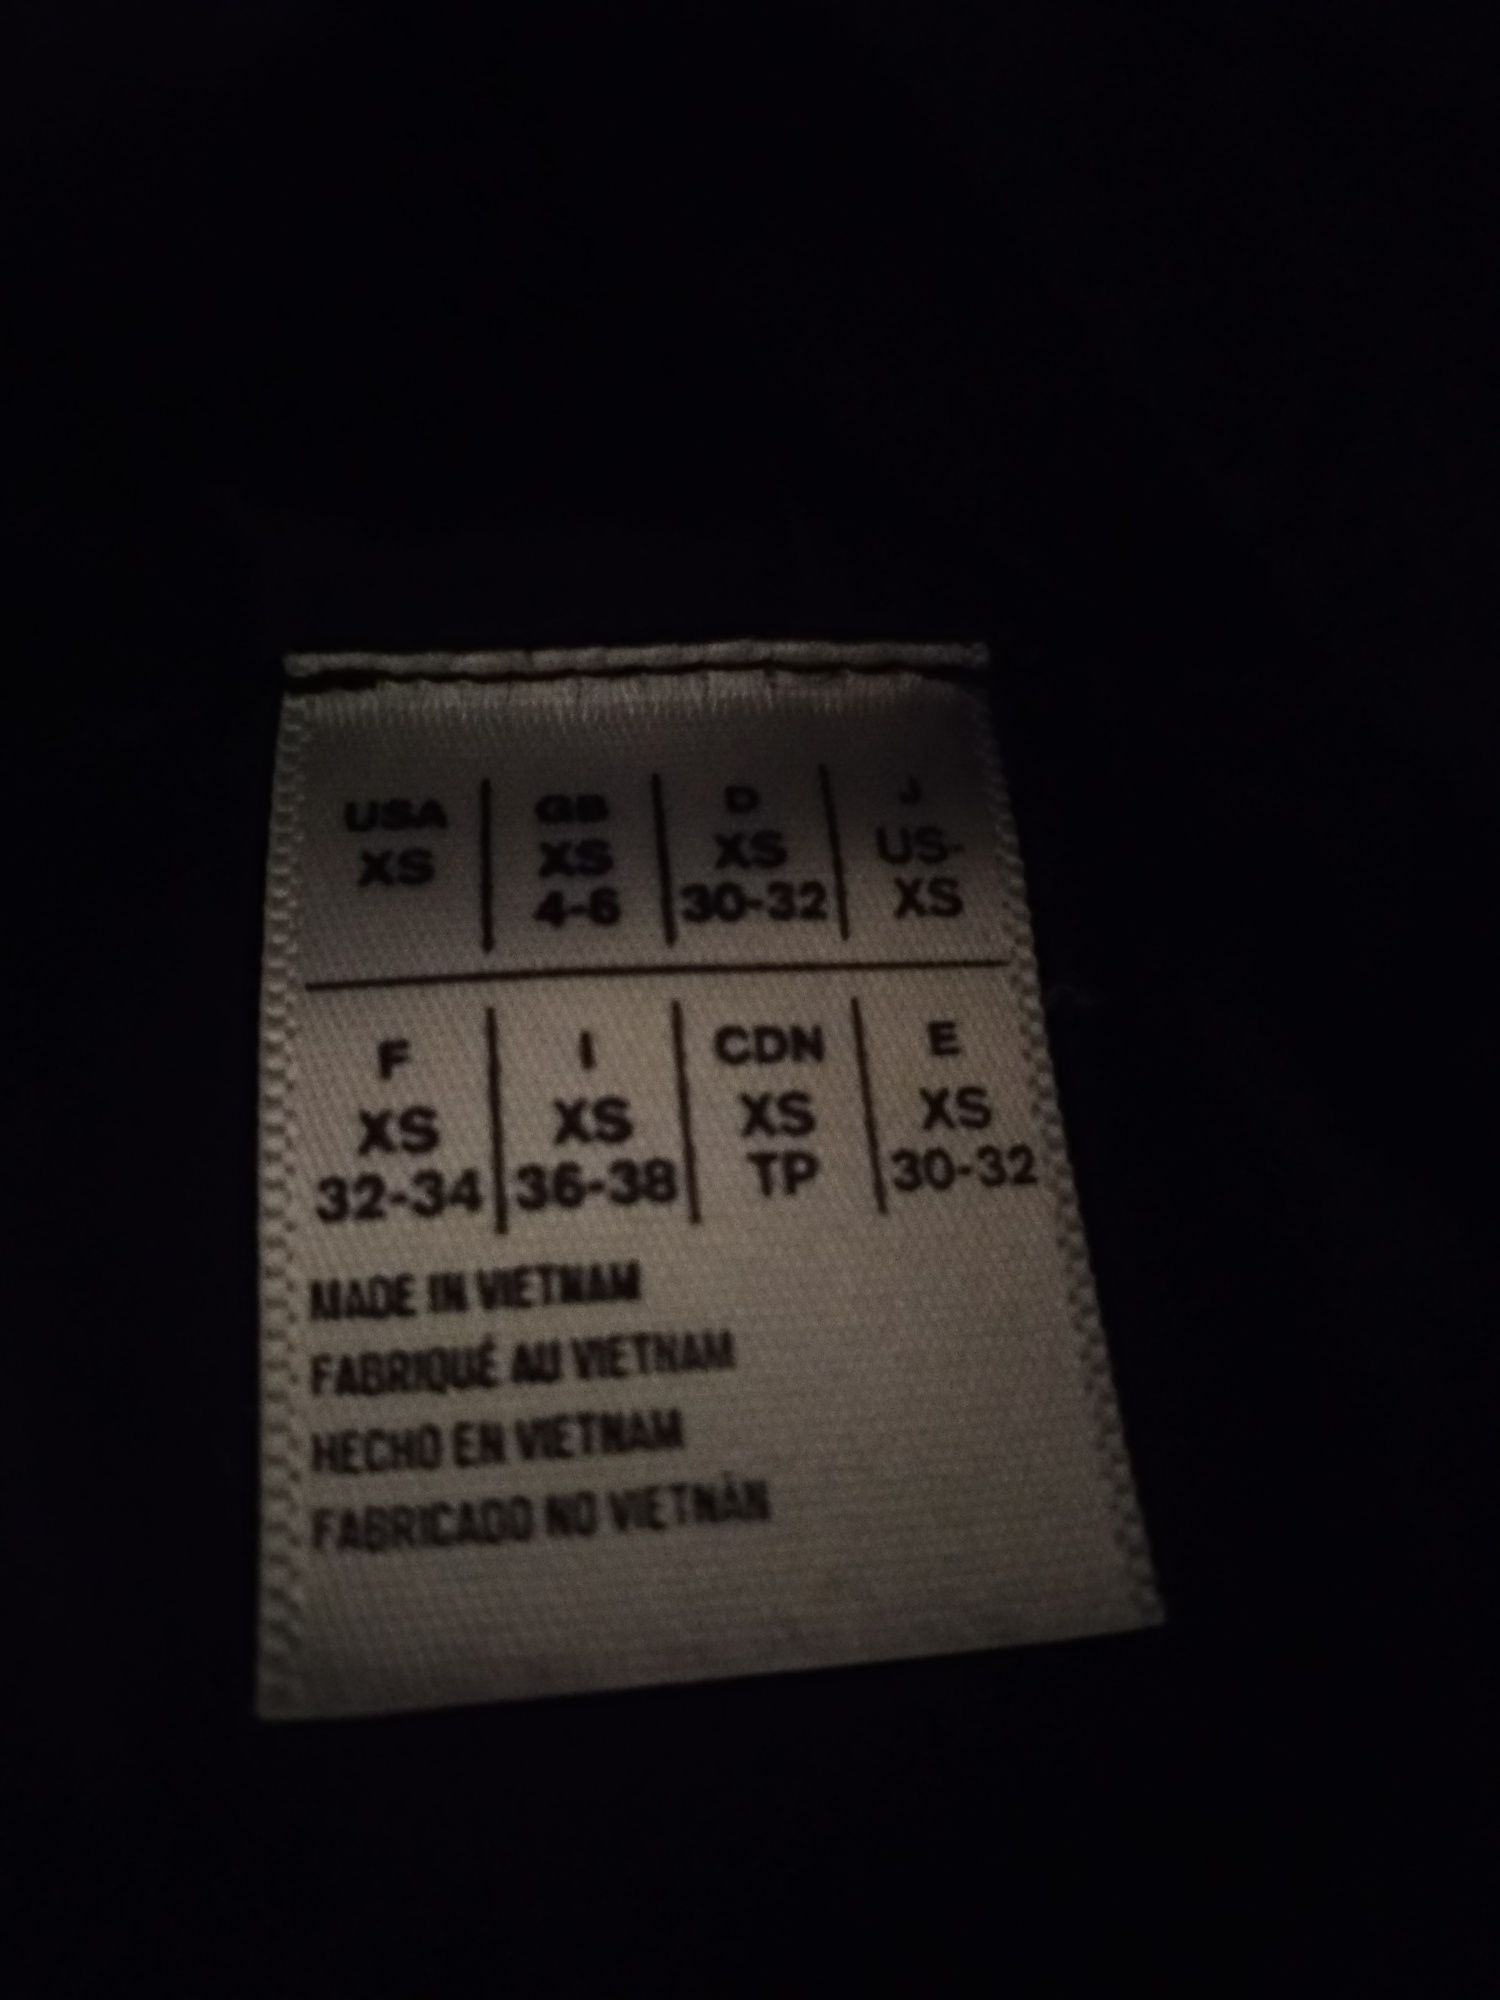 USA GB D J
XS XS XS US-
4-6 30-32 XS
F I CDN E
XS XS XS XS
32-34 36-38 TP 30-32
MADE IN VIETNAM
FABRIQUÉ AU VIETNAM
HECHO EN VIETNAM
FABRICADO NO VIETNÃN